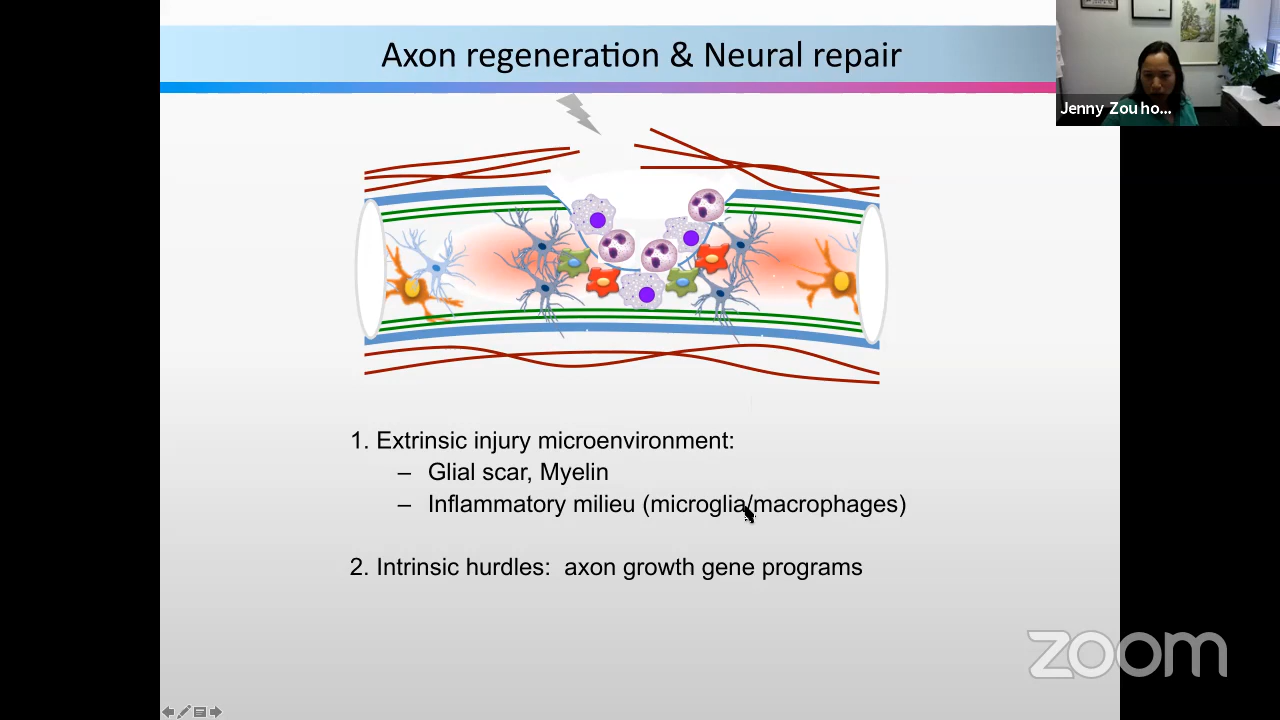 Axon regeneration & Neural repair
Jenny Zou ho...
1. Extrinsic injury microenvironment:
– Glial scar, Myelin
– Inflammatory milieu (microglia/macrophages)
2. Intrinsic hurdles: axon growth gene programs
zoom